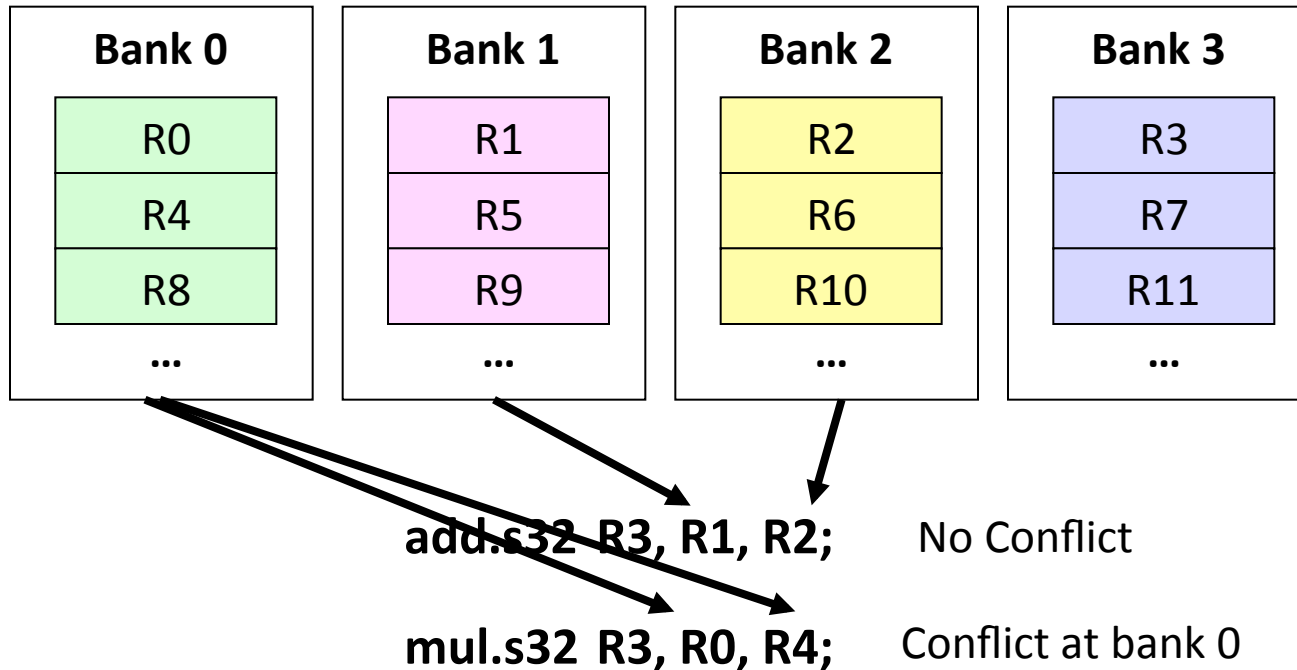 Bank 0 Bank 1 Bank 2 Bank 3
R0 R1 R2 R3
R4 R5 R6 R7
R8 R9 R10 R11
... ... ... ...
add.s32 R3, R1, R2; No Conflict
mul.s32 R3, R0, R4; Conflict at bank 0